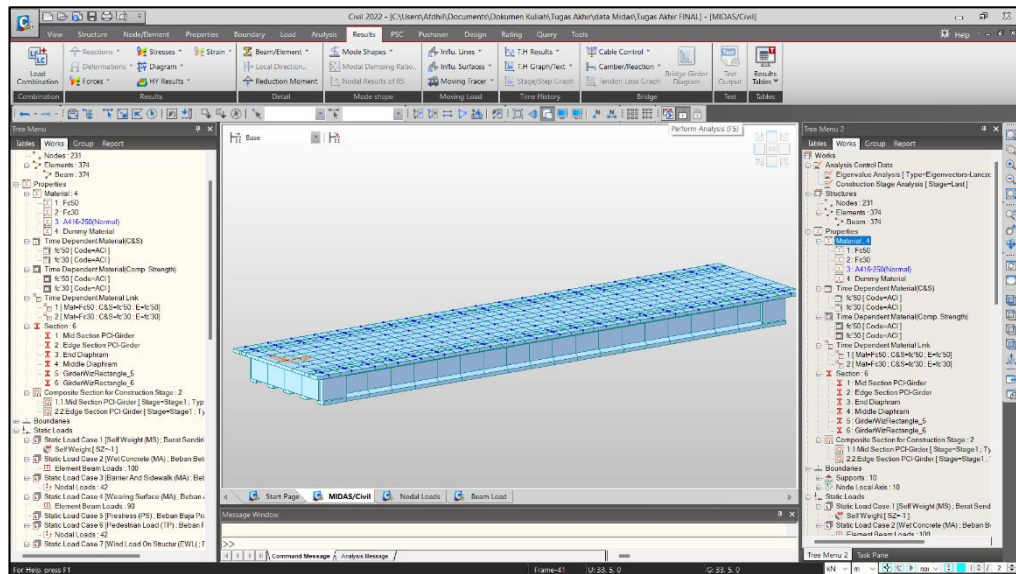 Civil 2022 - [C:\Users\Afdhil\Documents\Dokumen Kuliah\Tugas Akhir\data Midas\Tugas Akhir FINAL] - [MIDAS/Civil]
View Structure Node/Element Properties Boundary Load Analysis Results PSC Pushover Design Rating Query Tools Help
Load Combination
Reactions
Deformations
Forces
Stresses
Diagram
HY Results
Strain
Beam/Element
Local Direction..
Reduction Moment
Mode Shapes
Modal Damping Ratio..
Nodal Results of RS
Influ. Lines
Influ. Surfaces
Moving Tracer
T.H Results
T.H Graph/Text
Stage/Step Graph
Cable Control
Camber/Reaction
Tendon Loss Graph
Bridge Girder Diagram
Text Output
Results Tables
Combination Results Detail Mode shape Moving Load Time History Bridge Text Tables
Perform Analysis (F5)
Tree Menu
Tables Works Group Report
Nodes : 231
Elements : 374
Beam : 374
Properties
Material : 4
1 : Fc50
2 : Fc30
3 : A416-250(Normal)
4 : Dummy Material
Time Dependent Material(C&S)
fc'50 [ Code=ACI ]
fc'30 [ Code=ACI ]
Time Dependent Material(Comp. Strength)
fc'50 [ Code=ACI ]
fc'30 [ Code=ACI ]
Time Dependent Material Link
1 [ Mat=Fc50 ; C&S=fc'50 ; E=fc'50]
2 [ Mat=Fc30 ; C&S=fc'30 ; E=fc'30]
Section : 6
1 : Mid Section PCI-Girder
2 : Edge Section PCI-Girder
3 : End Diaphram
4 : Middle Diaphram
5 : GirderWizRectangle_5
6 : GirderWizRectangle_6
Composite Section for Construction Stage : 2
1:1:Mid Section PCI-Girder [ Stage=Stage1 ; Typ
2:2:Edge Section PCI-Girder [ Stage=Stage1 ; Ty
Boundaries
Static Loads
Static Load Case 1 [Self Weight (MS) ; Berat Sendiri
Self Weight [ SZ=-1 ]
Static Load Case 2 [Wet Concrete (MA) ; Beban Bet
Element Beam Loads : 100
Static Load Case 3 [Barrier And Sidewalk (MA) ; Be
Nodal Loads : 42
Static Load Case 4 [Wearing Surface (MA) ; Beban
Element Beam Loads : 90
Static Load Case 5 [Prestress (PS) ; Beban Baja Pr
Static Load Case 6 [Pedestrian Load (TP) ; Beban F
Nodal Loads : 42
Static Load Case 7 [Wind Load On Structur (EWL) ;
Base
Start Page MIDAS/Civil Nodal Loads Beam Load
Message Window
>>
Command Message Analysis Message
Tree Menu 2
Tables Works Group Report
Works
Analysis Control Data
Eigenvalue Analysis [ Type=Eigenvectors-Lanczo
Construction Stage Analysis [ Stage=Last ]
Structures
Nodes : 231
Elements : 374
Beam : 374
Properties
Material : 4
1 : Fc50
2 : Fc30
3 : A416-250(Normal)
4 : Dummy Material
Time Dependent Material(C&S)
fc'50 [ Code=ACI ]
fc'30 [ Code=ACI ]
Time Dependent Material(Comp. Strength)
fc'50 [ Code=ACI ]
fc'30 [ Code=ACI ]
Time Dependent Material Link
1 [ Mat=Fc50 ; C&S=fc'50 ; E=fc'50]
2 [ Mat=Fc30 ; C&S=fc'30 ; E=fc'30]
Section : 6
1 : Mid Section PCI-Girder
2 : Edge Section PCI-Girder
3 : End Diaphram
4 : Middle Diaphram
5 : GirderWizRectangle_5
6 : GirderWizRectangle_6
Composite Section for Construction Stage : 2
1:1:Mid Section PCI-Girder [ Stage=Stage1 ; Ty
2:2:Edge Section PCI-Girder [ Stage=Stage1 ;
Boundaries
Supports : 10
Node Local Axis : 10
Static Loads
Static Load Case 1 [Self Weight (MS) ; Berat Send
Self Weight [ SZ=-1 ]
Static Load Case 2 [Wet Concrete (MA) ; Beban B
Element Beam Loads : 100
Tree Menu 2 Task Pane
For Help, press F1
Frame-41 U: 33, 5, 0 G: 33, 5, 0 kN m